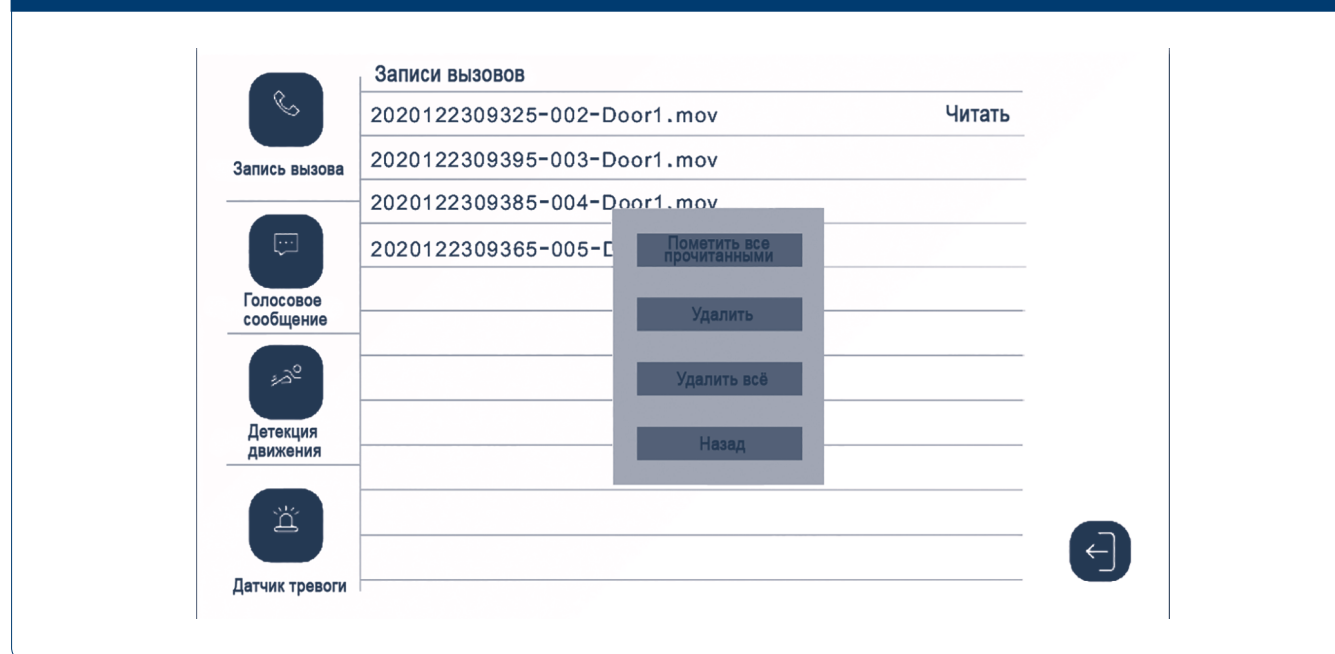 Записи вызовов
2020122309325-002-Door1.mov Читать
Запись вызова
2020122309395-003-Door1.mov
2020122309385-004-Door1.mov
2020122309365-005-D
Голосовое
сообщение
Детекция
движения
Датчик тревоги
Пометить все
прочитанными
Удалить
Удалить всё
Назад